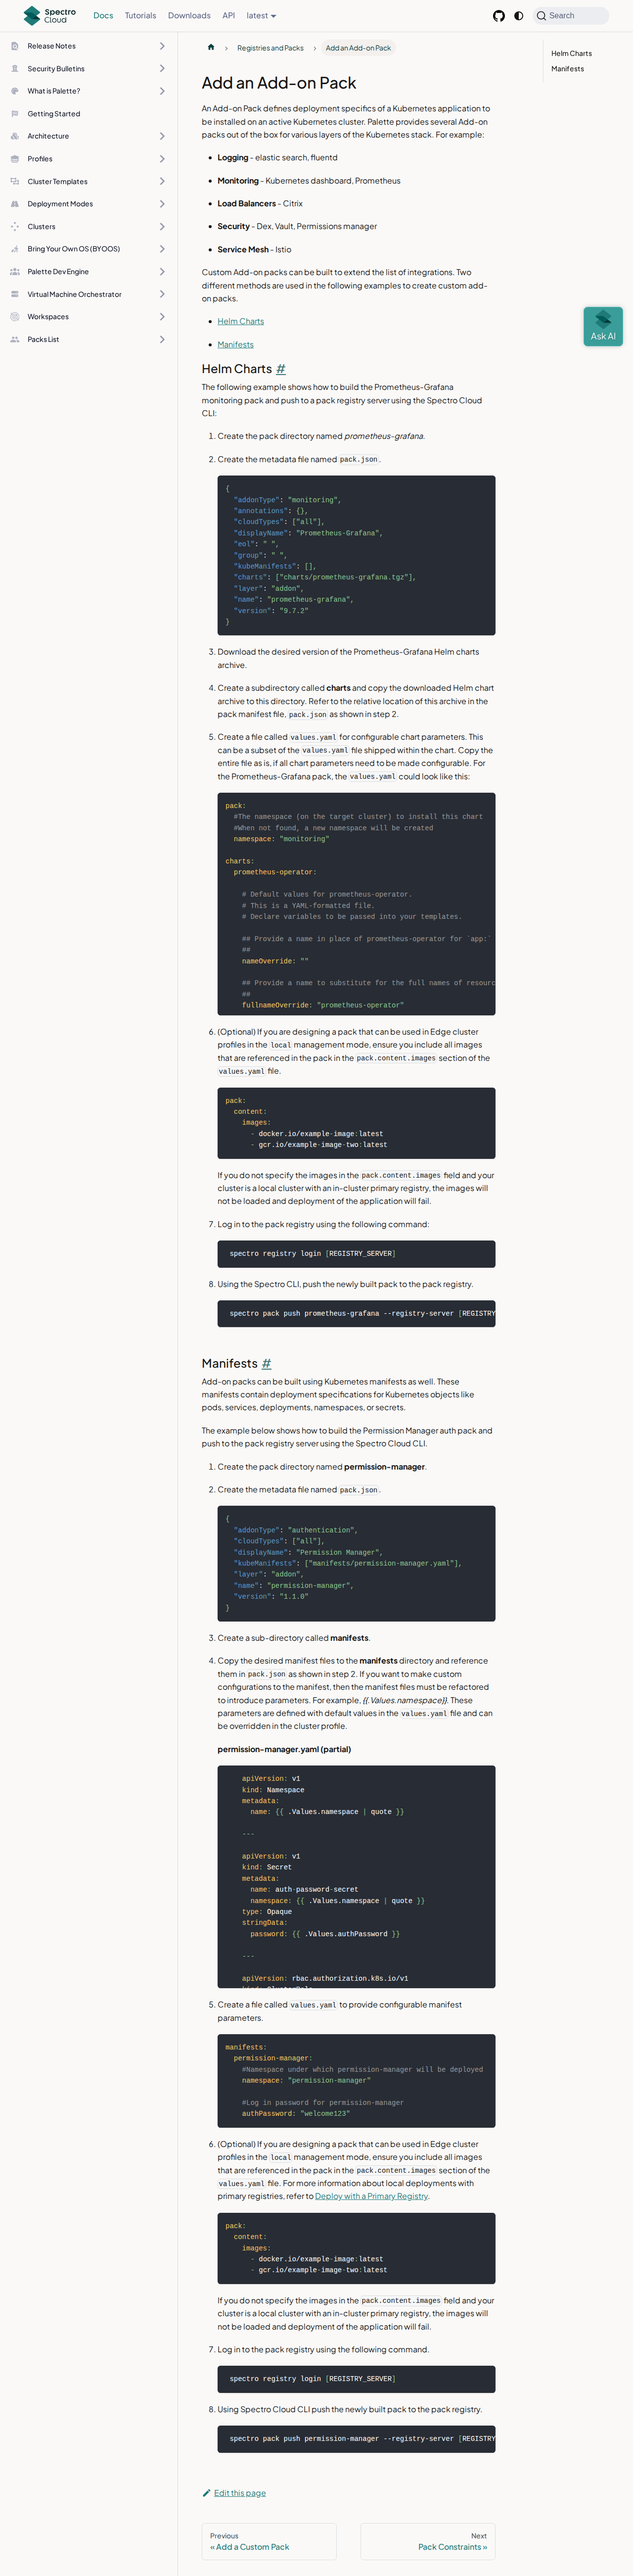 Spectro Cloud
Docs
Tutorials
Downloads
API
latest
Search
Release Notes
Security Bulletins
What is Palette?
Getting Started
Architecture
Profiles
Cluster Templates
Deployment Modes
Clusters
Bring Your Own OS (BYOOS)
Palette Dev Engine
Virtual Machine Orchestrator
Workspaces
Packs List
Registries and Packs
Add an Add-on Pack
Helm Charts
Manifests
Ask AI
Add an Add-on Pack
An Add-on Pack defines deployment specifics of a Kubernetes application to
be installed on an active Kubernetes cluster. Palette provides several Add-on
packs out of the box for various layers of the Kubernetes stack. For example:
Logging - elastic search, fluentd
Monitoring - Kubernetes dashboard, Prometheus
Load Balancers - Citrix
Security - Dex, Vault, Permissions manager
Service Mesh - Istio
Custom Add-on packs can be built to extend the list of integrations. Two
different methods are used in the following examples to create custom add-
on packs.
Helm Charts
Manifests
Helm Charts #
The following example shows how to build the Prometheus-Grafana
monitoring pack and push to a pack registry server using the Spectro Cloud
CLI:
1. Create the pack directory named prometheus-grafana.
2. Create the metadata file named pack.json.
{
"addonType": "monitoring",
"annotations": {},
"cloudTypes": ["all"],
"displayName": "Prometheus-Grafana",
"eol": " ",
"group": " ",
"kubeManifests": [],
"charts": ["charts/prometheus-grafana.tgz"],
"layer": "addon",
"name": "prometheus-grafana",
"version": "9.7.2"
}
3. Download the desired version of the Prometheus-Grafana Helm charts
archive.
4. Create a subdirectory called charts and copy the downloaded Helm chart
archive to this directory. Refer to the relative location of this archive in the
pack manifest file, pack.json as shown in step 2.
5. Create a file called values.yaml for configurable chart parameters. This
can be a subset of the values.yaml file shipped within the chart. Copy the
entire file as is, if all chart parameters need to be made configurable. For
the Prometheus-Grafana pack, the values.yaml could look like this:
pack:
#The namespace (on the target cluster) to install this chart
#When not found, a new namespace will be created
namespace: "monitoring"
charts:
prometheus-operator:
# Default values for prometheus-operator.
# This is a YAML-formatted file.
# Declare variables to be passed into your templates.
## Provide a name in place of prometheus-operator for `app:`
##
nameOverride: ""
## Provide a name to substitute for the full names of resourc
##
fullnameOverride: "prometheus-operator"
6. (Optional) If you are designing a pack that can be used in Edge cluster
profiles in the local management mode, ensure you include all images
that are referenced in the pack in the pack.content.images section of the
values.yaml file.
pack:
content:
images:
- docker.io/example-image:latest
- gcr.io/example-image-two:latest
If you do not specify the images in the pack.content.images field and your
cluster is a local cluster with an in-cluster primary registry, the images will
not be loaded and deployment of the application will fail.
7. Log in to the pack registry using the following command:
spectro registry login [REGISTRY_SERVER]
8. Using the Spectro CLI, push the newly built pack to the pack registry.
spectro pack push prometheus-grafana --registry-server [REGISTRY
Manifests #
Add-on packs can be built using Kubernetes manifests as well. These
manifests contain deployment specifications for Kubernetes objects like
pods, services, deployments, namespaces, or secrets.
The example below shows how to build the Permission Manager auth pack and
push to the pack registry server using the Spectro Cloud CLI.
1. Create the pack directory named permission-manager.
2. Create the metadata file named pack.json.
{
"addonType": "authentication",
"cloudTypes": ["all"],
"displayName": "Permission Manager",
"kubeManifests": ["manifests/permission-manager.yaml"],
"layer": "addon",
"name": "permission-manager",
"version": "1.1.0"
}
3. Create a sub-directory called manifests.
4. Copy the desired manifest files to the manifests directory and reference
them in pack.json as shown in step 2. If you want to make custom
configurations to the manifest, then the manifest files must be refactored
to introduce parameters. For example, {{.Values.namespace}}. These
parameters are defined with default values in the values.yaml file and can
be overridden in the cluster profile.
permission-manager.yaml (partial)
apiVersion: v1
kind: Namespace
metadata:
name: {{ .Values.namespace | quote }}
---
apiVersion: v1
kind: Secret
metadata:
name: auth-password-secret
namespace: {{ .Values.namespace | quote }}
type: Opaque
stringData:
password: {{ .Values.authPassword }}
---
apiVersion: rbac.authorization.k8s.io/v1
5. Create a file called values.yaml to provide configurable manifest
parameters.
manifests:
permission-manager:
#Namespace under which permission-manager will be deployed
namespace: "permission-manager"
#Log in password for permission-manager
authPassword: "welcome123"
6. (Optional) If you are designing a pack that can be used in Edge cluster
profiles in the local management mode, ensure you include all images
that are referenced in the pack in the pack.content.images section of the
values.yaml file. For more information about local deployments with
primary registries, refer to Deploy with a Primary Registry.
pack:
content:
images:
- docker.io/example-image:latest
- gcr.io/example-image-two:latest
If you do not specify the images in the pack.content.images field and your
cluster is a local cluster with an in-cluster primary registry, the images will
not be loaded and deployment of the application will fail.
7. Log in to the pack registry using the following command.
spectro registry login [REGISTRY_SERVER]
8. Using Spectro Cloud CLI push the newly built pack to the pack registry.
spectro pack push permission-manager --registry-server [REGISTRY
Edit this page
Previous
« Add a Custom Pack
Next
Pack Constraints »